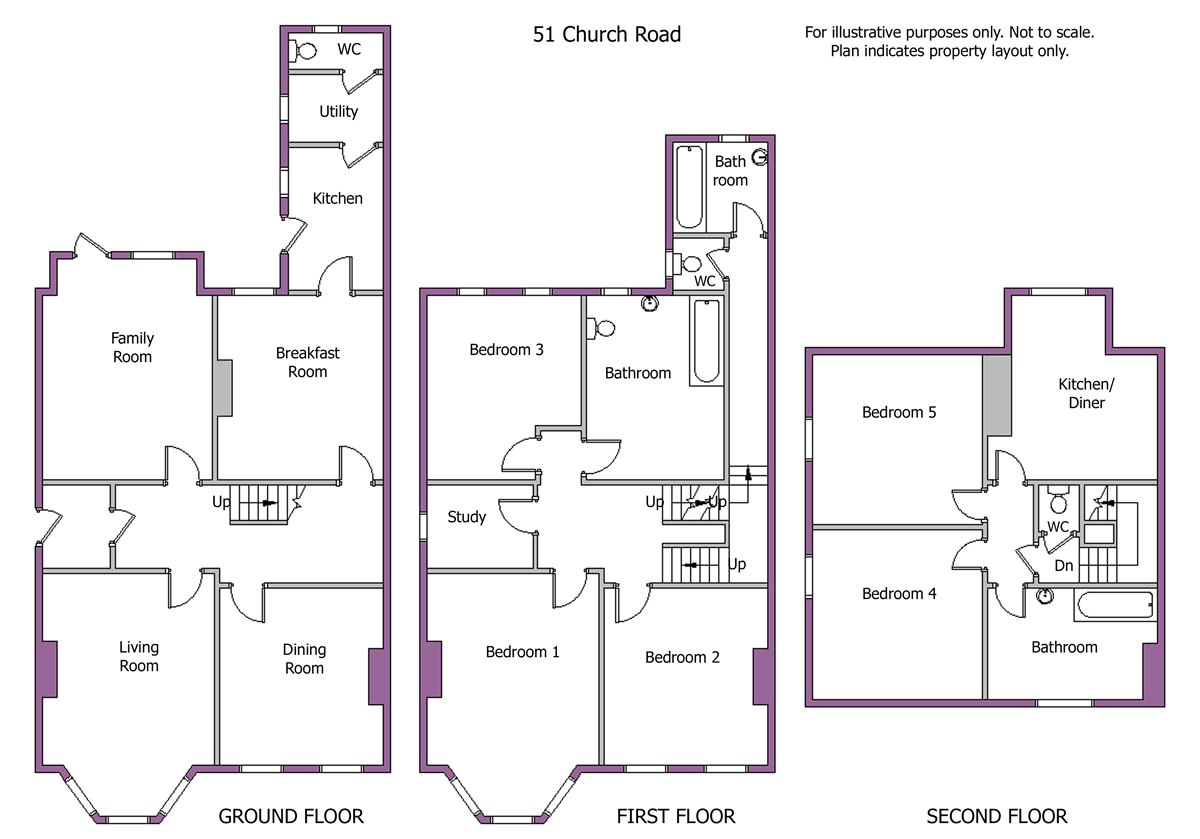 51 Church Road
For illustrative purposes only. Not to scale.
Plan indicates property layout only.
WC
Utility
Kitchen
Family
Room
Breakfast
Room
Up
Living
Room
Dining
Room
GROUND FLOOR
Bath
room
WC
Bedroom 3
Bathroom
Study
Up
Up
Up
Bedroom 1
Bedroom 2
FIRST FLOOR
Kitchen/
Diner
Bedroom 5
WC
Dn
Bedroom 4
Bathroom
SECOND FLOOR